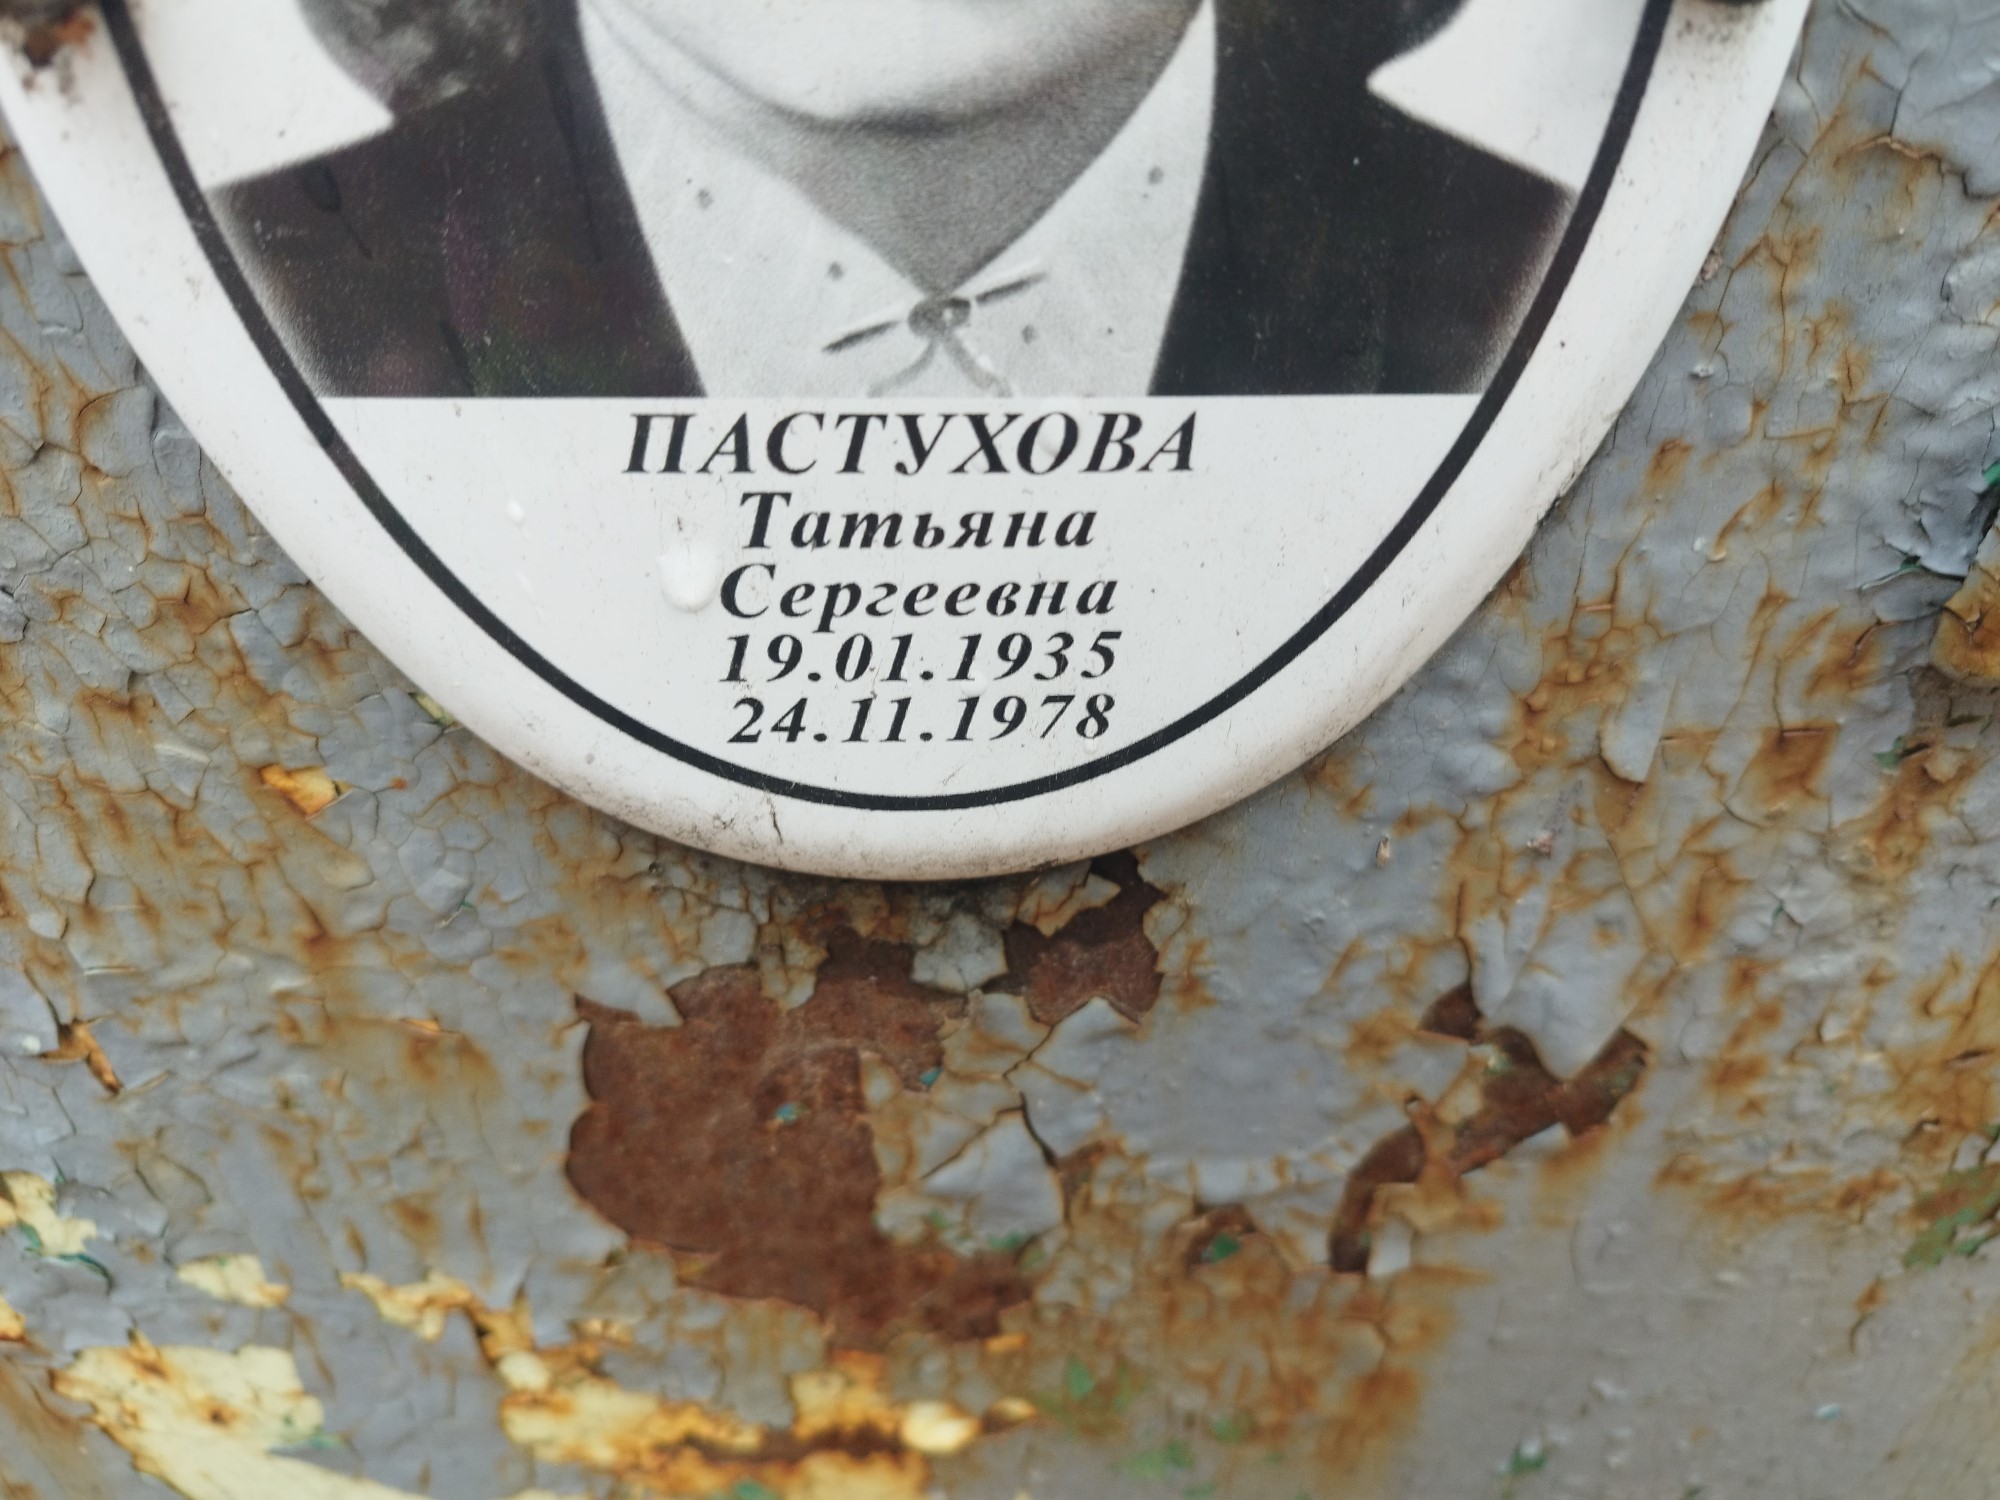 ПАСТУХОВА
Татьяна
Сергеевна
19.01.1935
24.11.1978